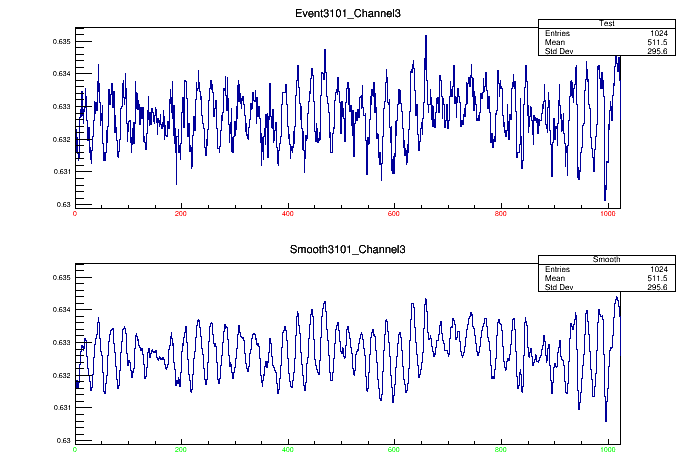 Event3101_Channel3
Test
Entries 1024
Mean 511.5
Std Dev 295.6
0.635
0.634
0.633
0.632
0.631
0.63
0 200 400 600 800 1000
Smooth3101_Channel3
Smooth
Entries 1024
Mean 511.5
Std Dev 295.6
0.635
0.634
0.633
0.632
0.631
0.63
0 200 400 600 800 1000